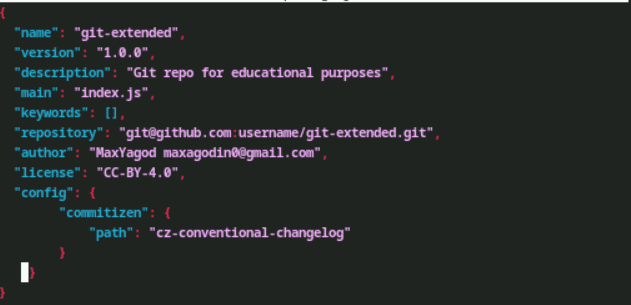 {
"name": "git-extended",
"version": "1.0.0",
"description": "Git repo for educational purposes",
"main": "index.js",
"keywords": [],
"repository": "git@github.com:username/git-extended.git",
"author": "MaxYagod maxagodin0@gmail.com",
"license": "CC-BY-4.0",
"config": {
"commitizen": {
"path": "cz-conventional-changelog"
}
}
}